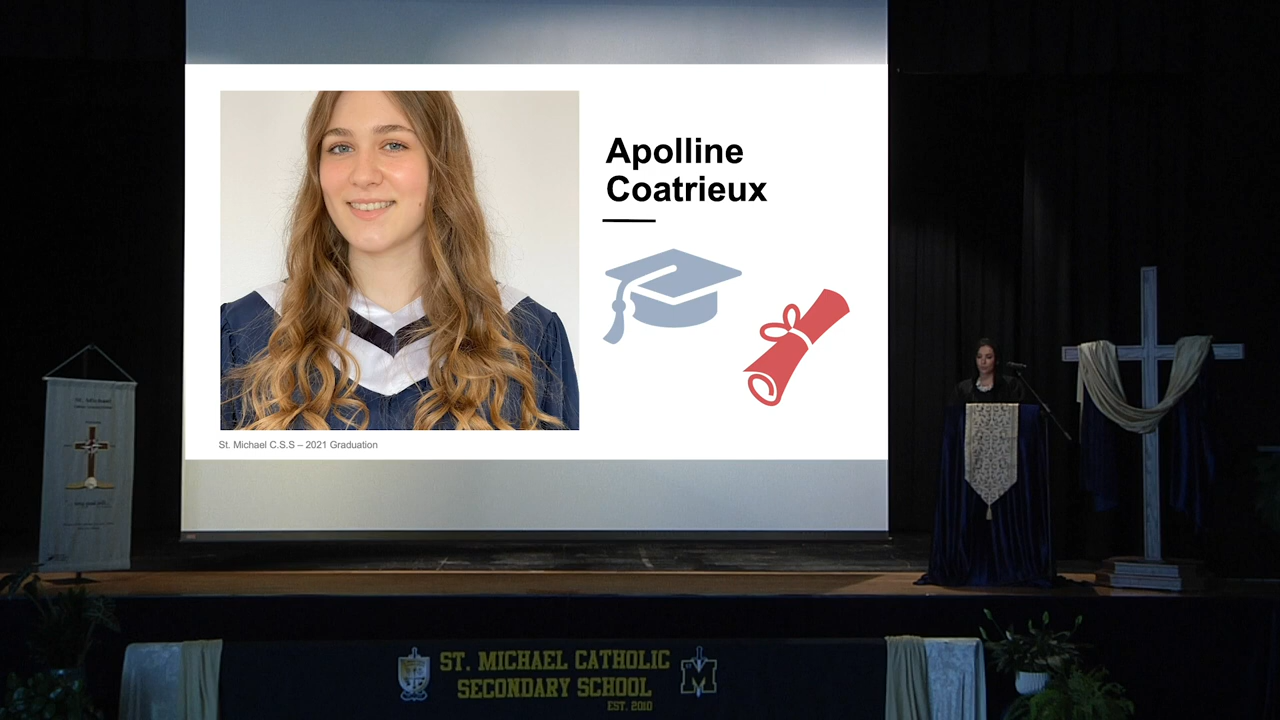 Apolline
Coatrieux
St. Michael C.S.S – 2021 Graduation
ST. MICHAEL CATHOLIC
SECONDARY SCHOOL
EST. 2010